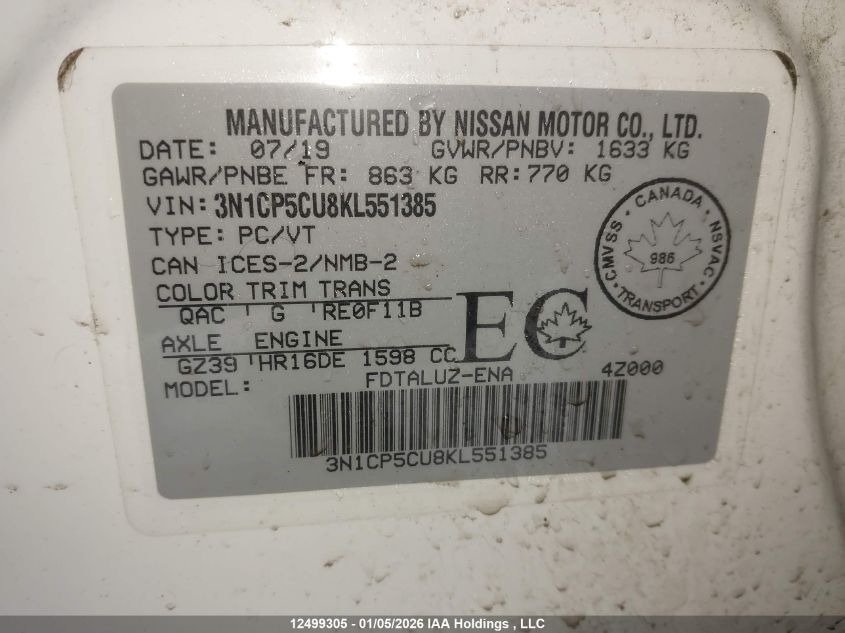 MANUFACTURED BY NISSAN MOTOR CO., LTD.
DATE: 07/19 GVWR/PNBV: 1633 KG
GAWR/PNBE FR: 863 KG RR:770 KG
VIN: 3N1CP5CU8KL551385
TYPE: PC/VT
CAN ICES-2/NMB-2
COLOR TRIM TRANS
QAC G RE0F11B
AXLE ENGINE
GZ39 HR16DE 1598 CC
MODEL: FDTALUZ-ENA 4Z000
3N1CP5CU8KL551385
EC
CMVSS · CANADA · NSVAC · TRANSPORT ·
986
12499305 - 01/05/2026 IAA Holdings , LLC